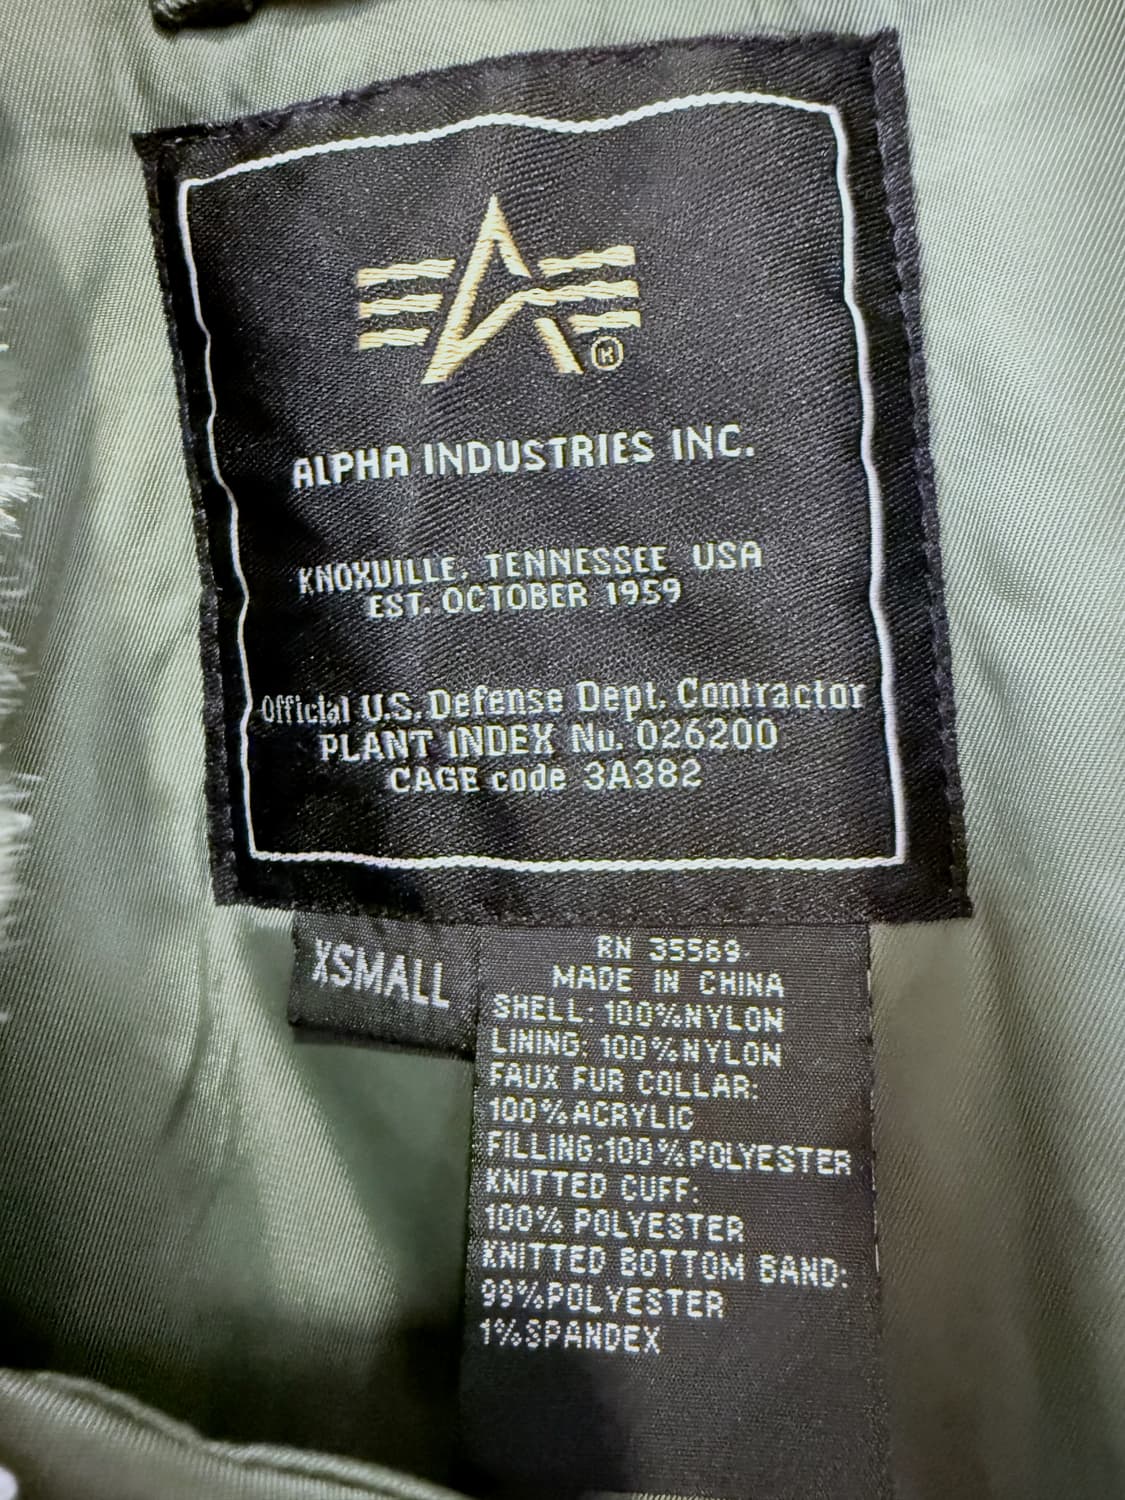 ALPHA INDUSTRIES INC.
KNOXVILLE, TENNESSEE USA
EST. OCTOBER 1959
Official U.S. Defense Dept. Contractor
PLANT INDEX No. 026200
CAGE code 3A382
XSMALL
RN 35569
MADE IN CHINA
SHELL: 100%NYLON
LINING: 100%NYLON
FAUX FUR COLLAR:
100%ACRYLIC
FILLING:100%POLYESTER
KNITTED CUFF:
100% POLYESTER
KNITTED BOTTOM BAND:
99%POLYESTER
1%SPANDEX